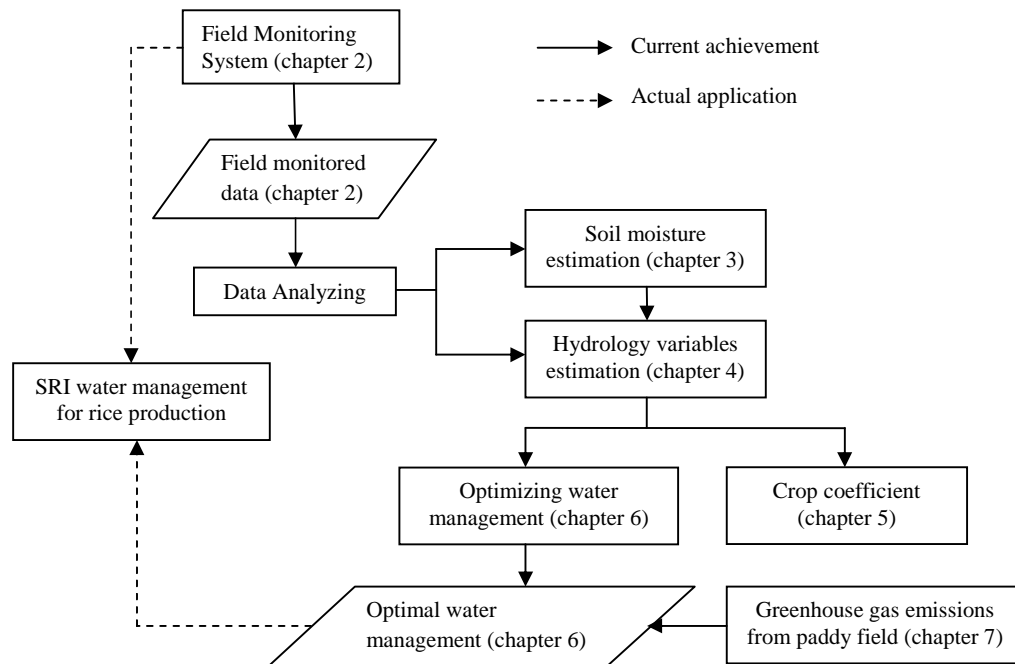 Field Monitoring
System (chapter 2)
Current achievement
Actual application
Field monitored
data (chapter 2)
Soil moisture
estimation (chapter 3)
Data Analyzing
Hydrology variables
estimation (chapter 4)
SRI water management
for rice production
Optimizing water
management (chapter 6)
Crop coefficient
(chapter 5)
Optimal water
management (chapter 6)
Greenhouse gas emissions
from paddy field (chapter 7)